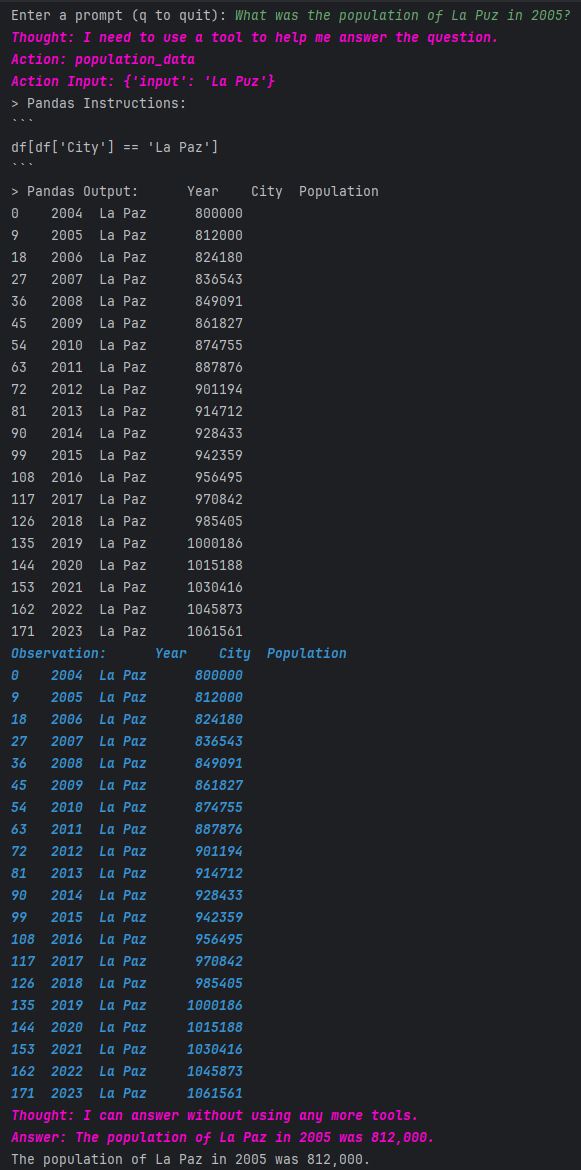 Enter a prompt (q to quit): What was the population of La Puz in 2005?
Thought: I need to use a tool to help me answer the question.
Action: population_data
Action Input: {'input': 'La Puz'}
> Pandas Instructions:
```
df[df['City'] == 'La Paz']
```
> Pandas Output:      Year    City  Population
0    2004  La Paz      800000
9    2005  La Paz      812000
18   2006  La Paz      824180
27   2007  La Paz      836543
36   2008  La Paz      849091
45   2009  La Paz      861827
54   2010  La Paz      874755
63   2011  La Paz      887876
72   2012  La Paz      901194
81   2013  La Paz      914712
90   2014  La Paz      928433
99   2015  La Paz      942359
108  2016  La Paz      956495
117  2017  La Paz      970842
126  2018  La Paz      985405
135  2019  La Paz     1000186
144  2020  La Paz     1015188
153  2021  La Paz     1030416
162  2022  La Paz     1045873
171  2023  La Paz     1061561
Observation:      Year    City  Population
0    2004  La Paz      800000
9    2005  La Paz      812000
18   2006  La Paz      824180
27   2007  La Paz      836543
36   2008  La Paz      849091
45   2009  La Paz      861827
54   2010  La Paz      874755
63   2011  La Paz      887876
72   2012  La Paz      901194
81   2013  La Paz      914712
90   2014  La Paz      928433
99   2015  La Paz      942359
108  2016  La Paz      956495
117  2017  La Paz      970842
126  2018  La Paz      985405
135  2019  La Paz     1000186
144  2020  La Paz     1015188
153  2021  La Paz     1030416
162  2022  La Paz     1045873
171  2023  La Paz     1061561
Thought: I can answer without using any more tools.
Answer: The population of La Paz in 2005 was 812,000.
The population of La Paz in 2005 was 812,000.